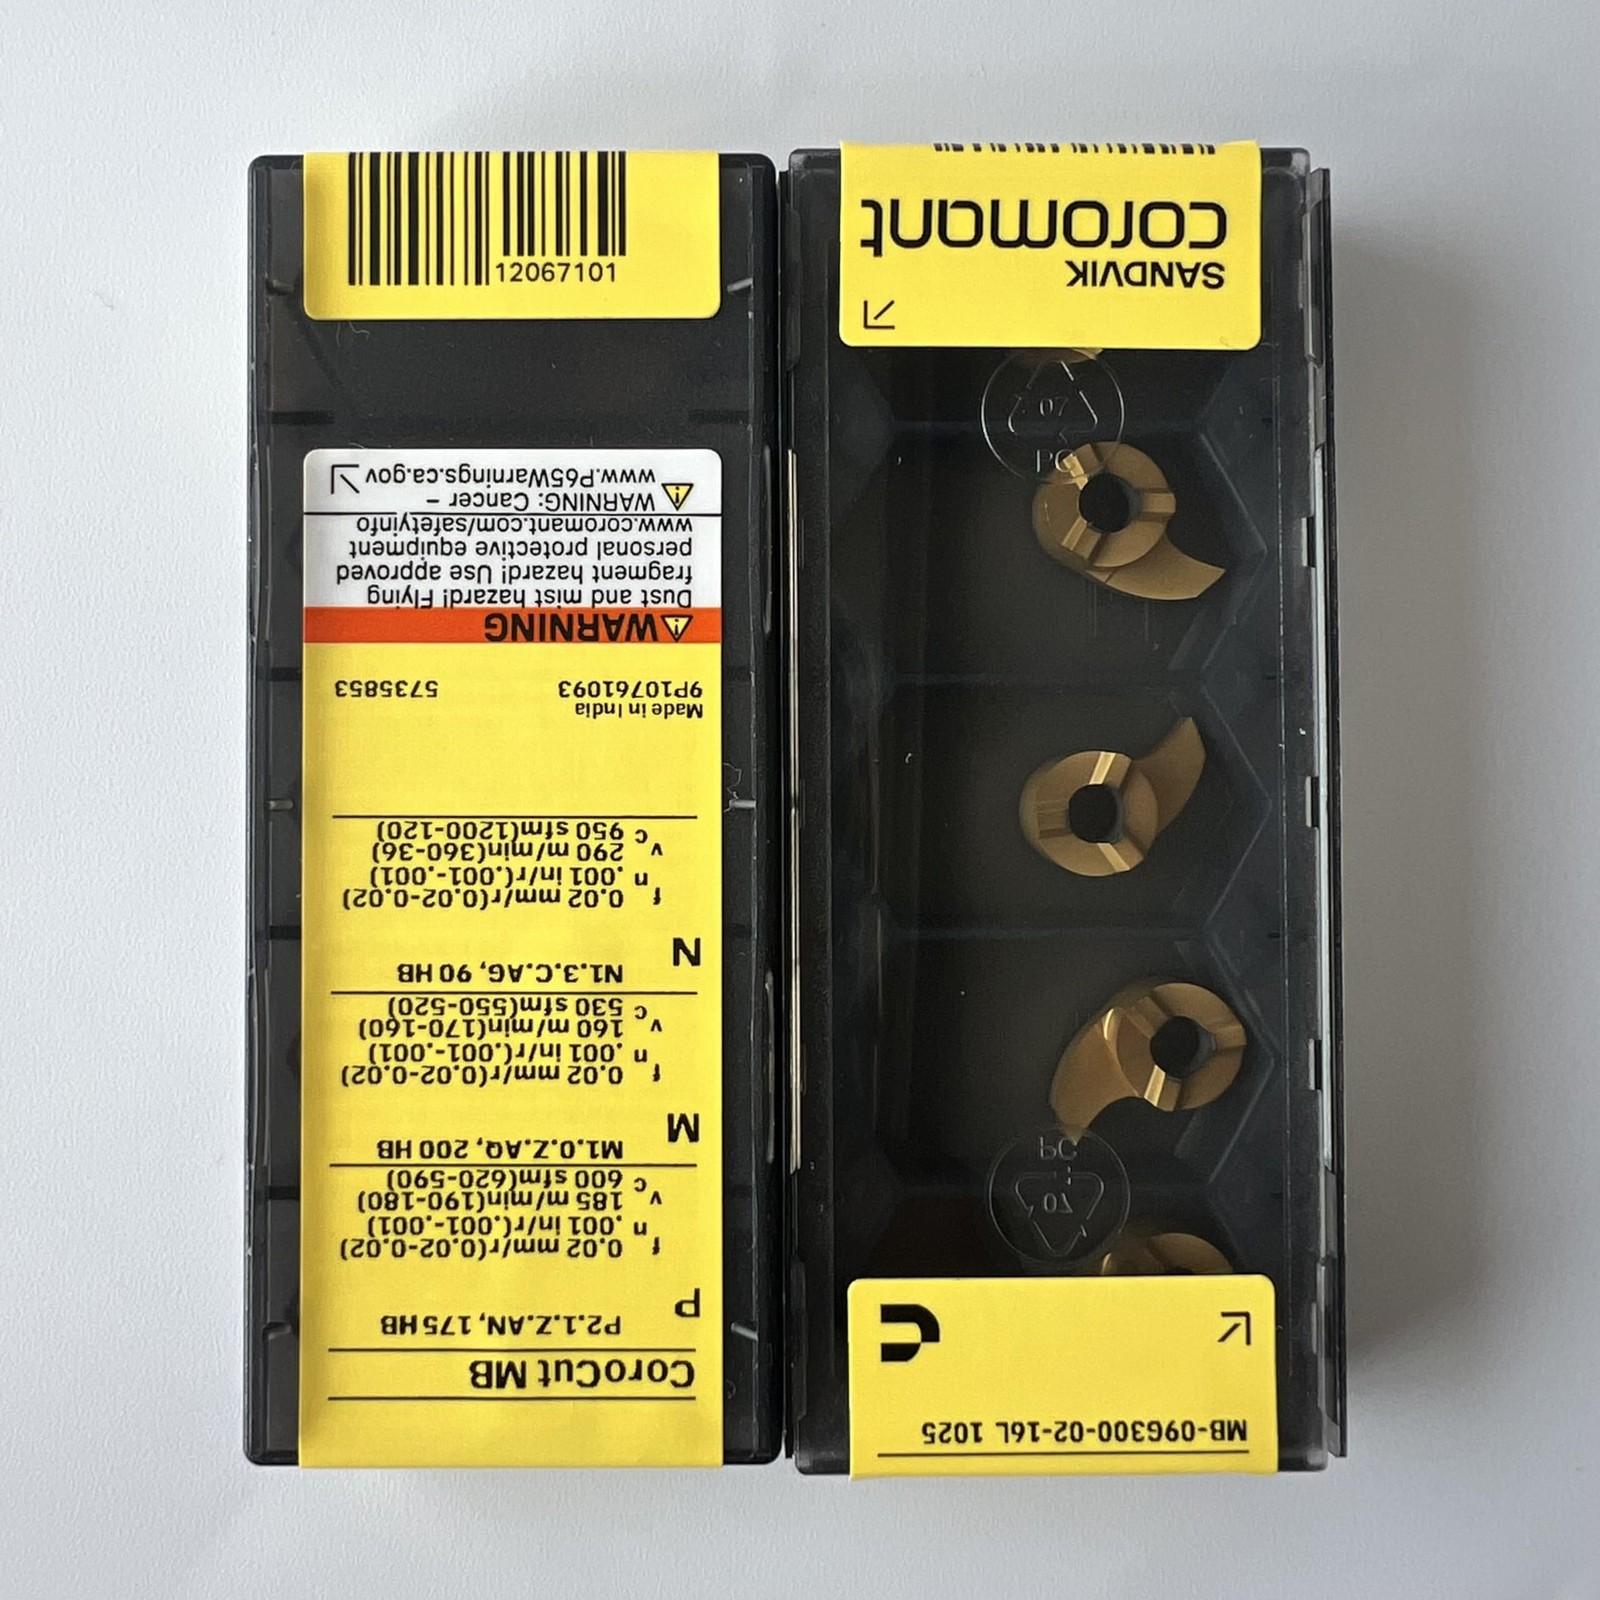 12067101
CoroCut MB
P P2.1.Z.AN, 175 HB
fn 0.02 mm/r(0.02-0.02)
.001 in/r(.001-.001)
vc 185 m/min(190-180)
600 sfm(620-590)
M M1.0.Z.AQ, 200 HB
fn 0.02 mm/r(0.02-0.02)
.001 in/r(.001-.001)
vc 160 m/min(170-160)
530 sfm(550-520)
N N1.3.C.AG, 90 HB
fn 0.02 mm/r(0.02-0.02)
.001 in/r(.001-.001)
vc 290 m/min(360-36)
950 sfm(1200-120)
Made in India
9P10761093 5735853
WARNING
Dust and mist hazard! Flying
fragment hazard! Use approved
personal protective equipment
www.coromant.com/safetyinfo
WARNING: Cancer –
www.P65Warnings.ca.gov
MB-09G300-02-16L 1025
07
PC
07
PC
SANDVIK
coromant